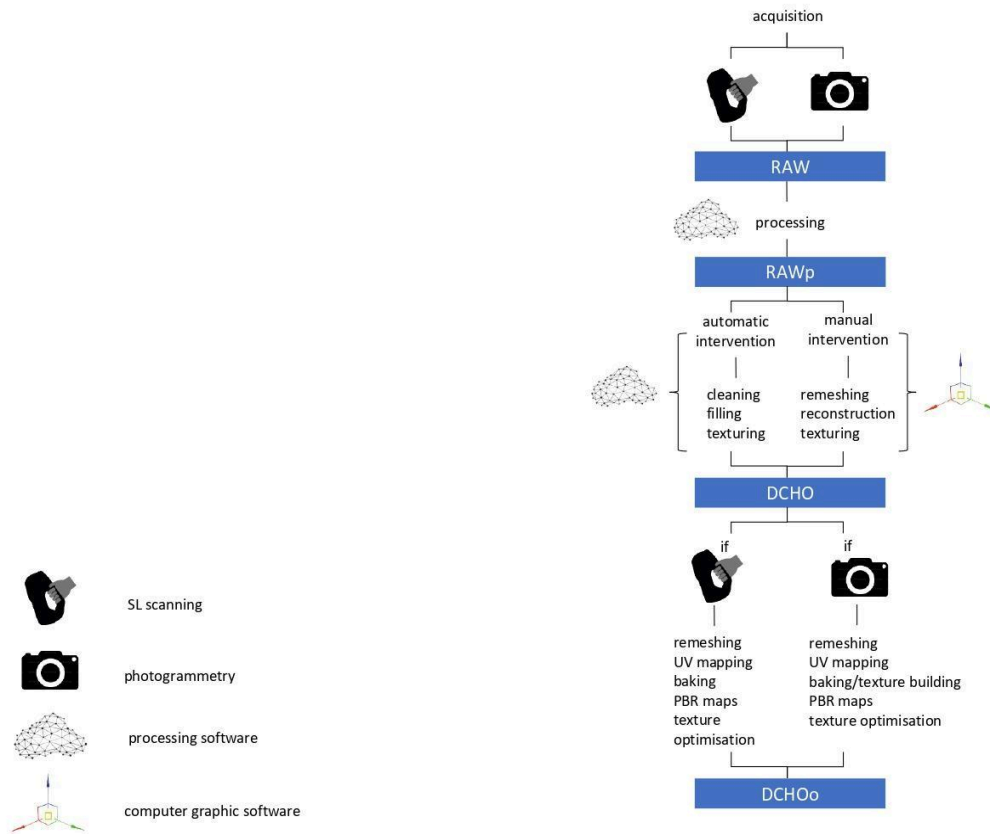 acquisition
RAW
processing
RAWp
automatic
intervention
manual
intervention
cleaning
filling
texturing
remeshing
reconstruction
texturing
DCHO
if
if
remeshing
UV mapping
baking
PBR maps
texture
optimisation
remeshing
UV mapping
baking/texture building
PBR maps
texture optimisation
DCHOo
SL scanning
photogrammetry
processing software
computer graphic software